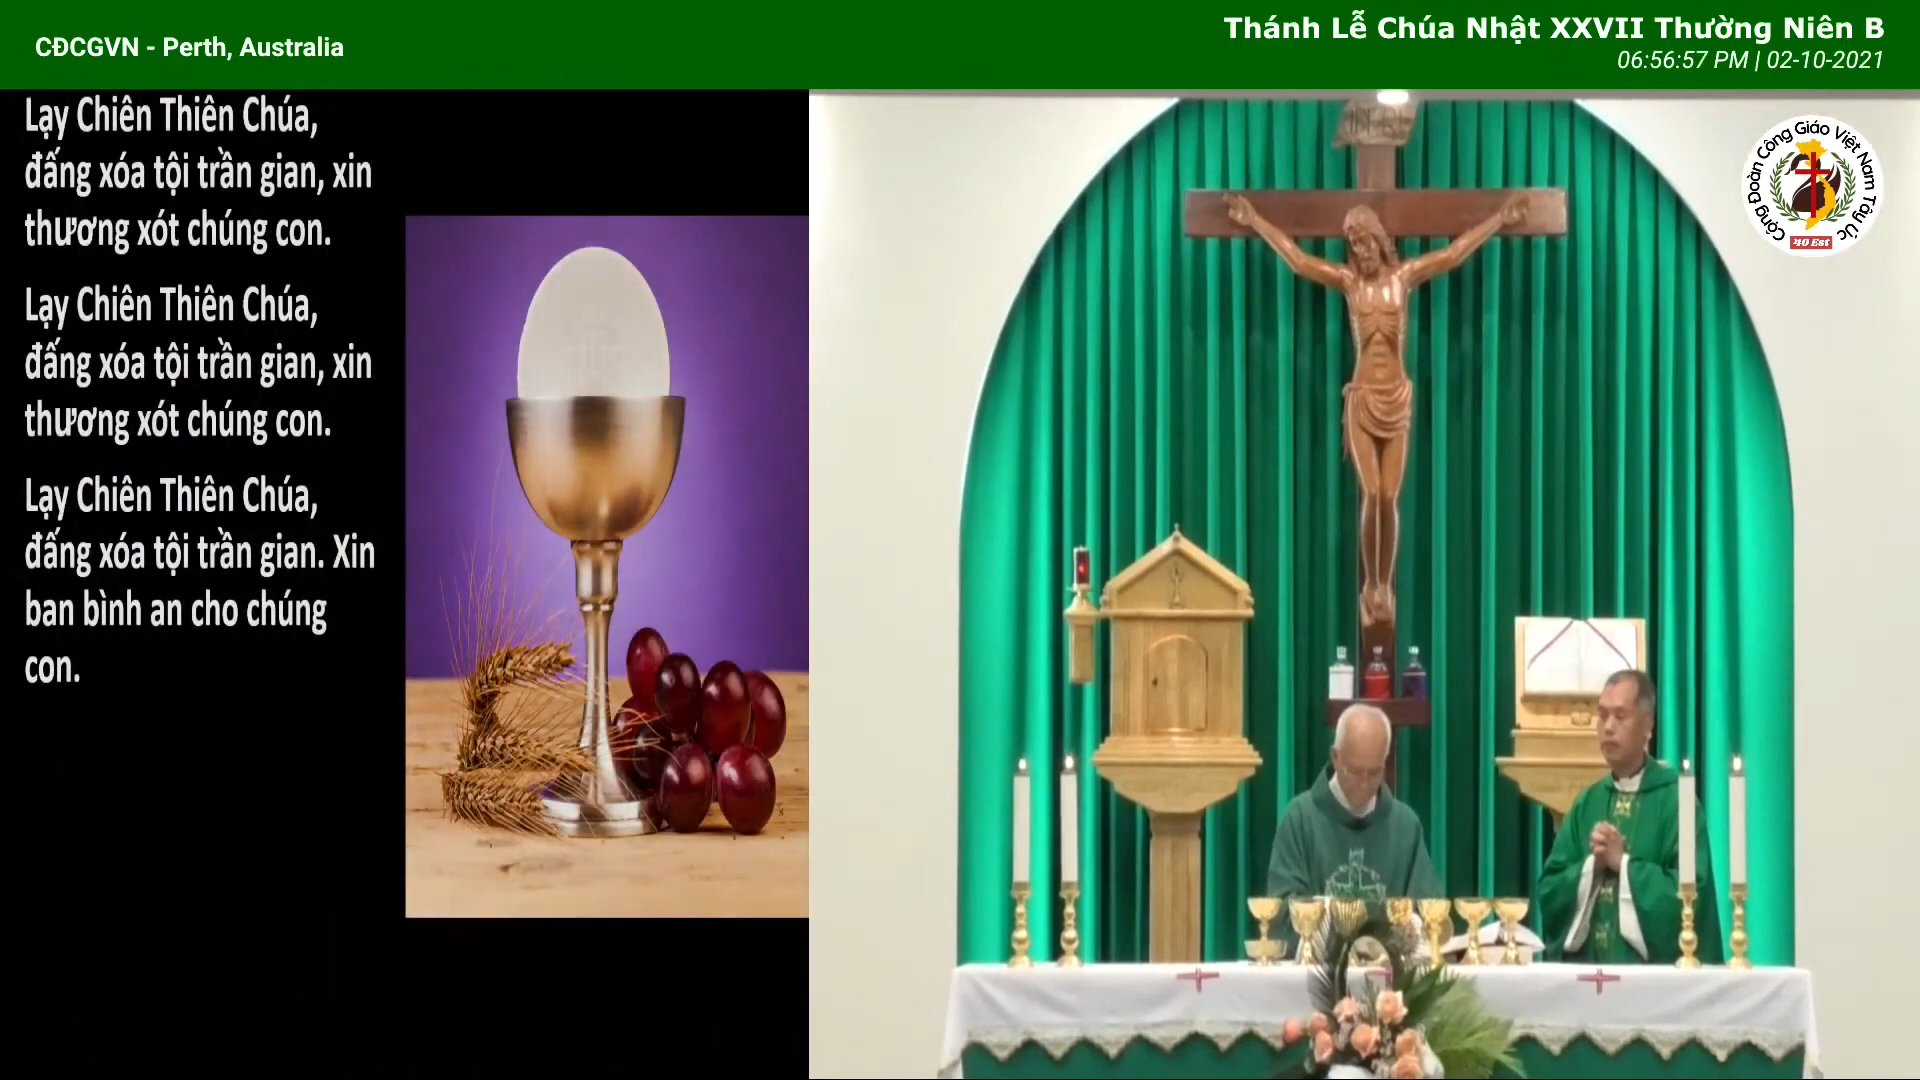 CĐCGVN - Perth, Australia
Thánh Lễ Chúa Nhật XXVII Thường Niên B
06:56:57 PM | 02-10-2021
Lạy Chiên Thiên Chúa,
đấng xóa tội trần gian, xin
thương xót chúng con.
Lạy Chiên Thiên Chúa,
đấng xóa tội trần gian, xin
thương xót chúng con.
Lạy Chiên Thiên Chúa,
đấng xóa tội trần gian. Xin
ban bình an cho chúng
con.
Cộng Đoàn Công Giáo Việt Nam Tây Úc
40 Est